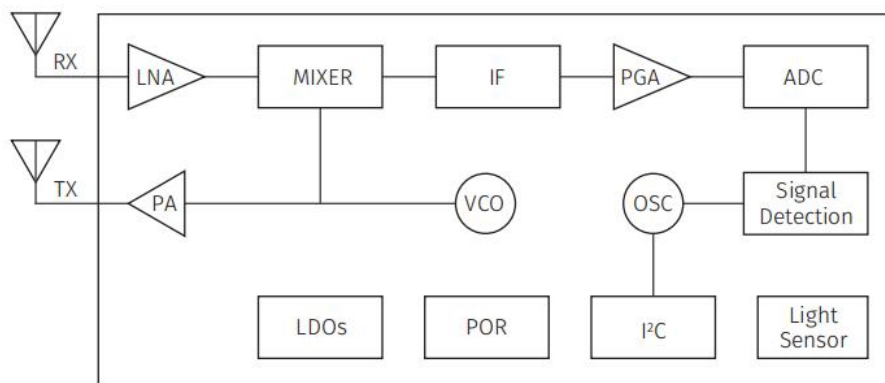 RX
LNA
MIXER
IF
PGA
ADC
TX
PA
VCO
OSC
Signal
Detection
LDOs
POR
I²C
Light
Sensor